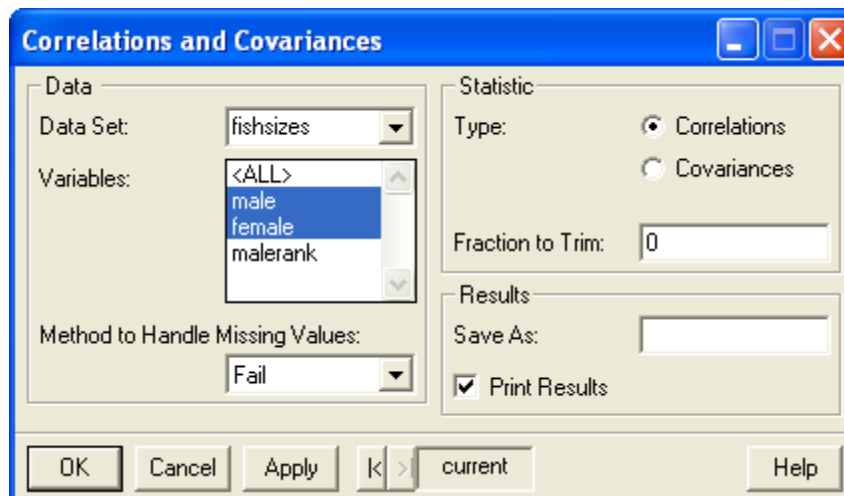 Correlations and Covariances
Data
Data Set:
fishsizes
Variables:
<ALL>
male
female
malerank
Method to Handle Missing Values:
Fail
Statistic
Type:
Correlations
Covariances
Fraction to Trim:
0
Results
Save As:
Print Results
OK
Cancel
Apply
current
Help